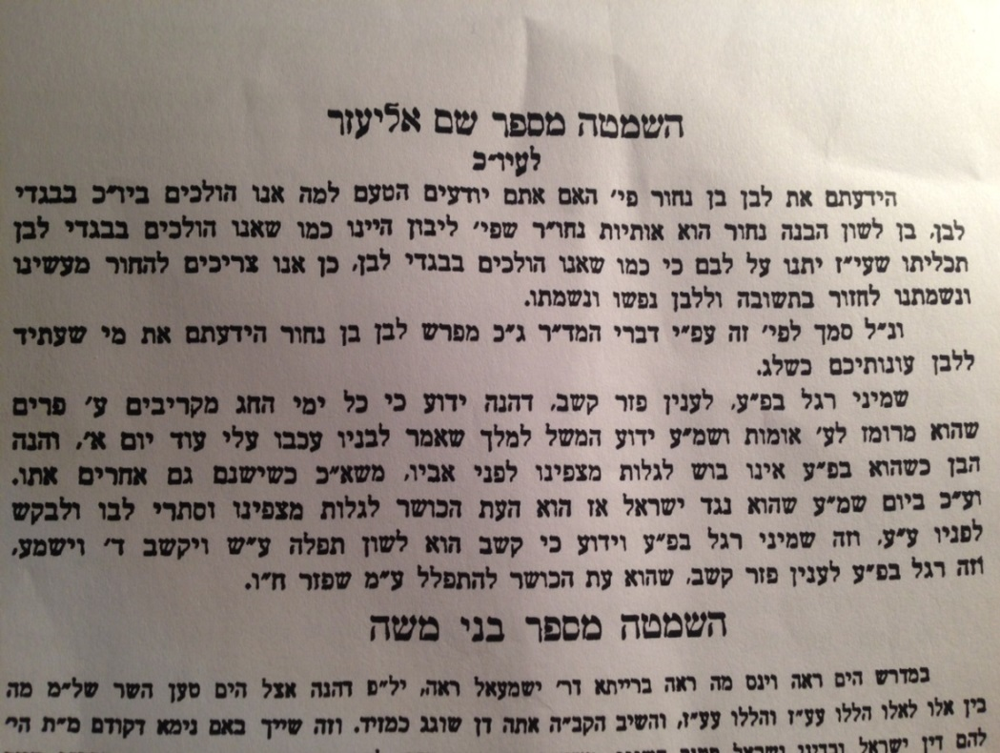 השמטה מספר שם אליעזר
לעיו״כ
הידעתם את לבן בן נחור פי׳ האם אתם יודעים הטעם למה אנו הולכים ביו״כ בבגדי
לבן, בן לשון הבנה נחור הוא אותיות נחו״ר שפי׳ ליבון היינו כמו שאנו הולכים בבגדי לבן
תכליתו שעי״ז יתנו על לבם כי כמו שאנו הולכים בבגדי לבן, כן אנו צריכים להחור מעשינו
ונשמתנו לחזור בתשובה וללבן נפשו ונשמתו.
ונ״ל סמך לפי׳ זה עפ״י דברי המד״ר ג״כ מפרש לבן בן נחור הידעתם את מי שעתיד
ללבן עונותיכם כשלג.
שמיני רגל בפ״ע, לענין פזר קשב, דהנה ידוע כי כל ימי החג מקריבים ע׳ פרים
שהוא מרומז לע׳ אומות ושמ״ע ידוע המשל למלך שאמר לבניו עכבו עלי עוד יום א׳, והנה
הבן כשהוא בפ״ע אינו בוש לגלות מצפינו לפני אביו, משא״כ כשישנם גם אחרים אתו.
וע״כ ביום שמ״ע שהוא נגד ישראל אז הוא העת הכושר לגלות מצפינו וסתרי לבו ולבקש
לפניו ע״ע, וזה שמיני רגל בפ״ע וידוע כי קשב הוא לשון תפלה ע״ש ויקשב ד׳ וישמע,
וזה רגל בפ״ע לענין פזר קשב, שהוא עת הכושר להתפלל ע״מ שפזר ח״ו.
השמטה מספר בני משה
במדרש הים ראה וינס מה ראה ברייתא דר׳ ישמעאל ראה, יל״פ דהנה אצל הים טען השר של״מ מה
בין אלו לאלו הללו עע״ז והללו עע״ז, והשיב הקב״ה אתה דן שוגג כמזיד. וזה שייך באם נימא דקודם מ״ת הי׳
להם דין ישראל